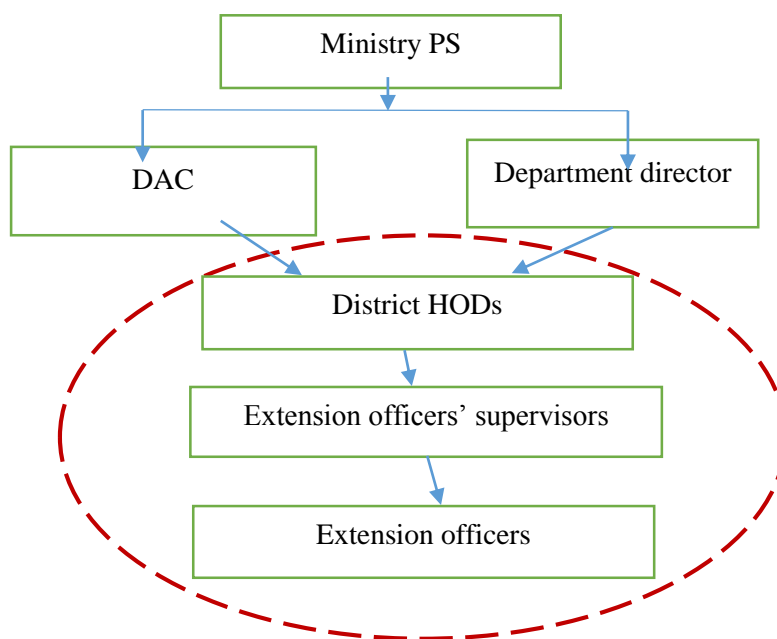 Ministry PS
DAC
Department director
District HODs
Extension officers’ supervisors
Extension officers